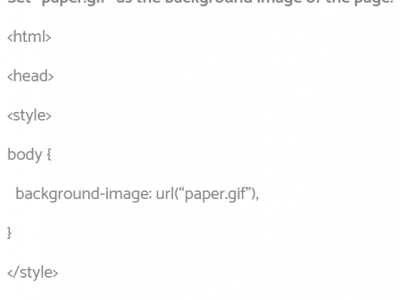 Set "paper.gif" as the background image of the page:
<html>
<head>
<style>
body {
background-image: url(“paper.gif”),
}
</style>